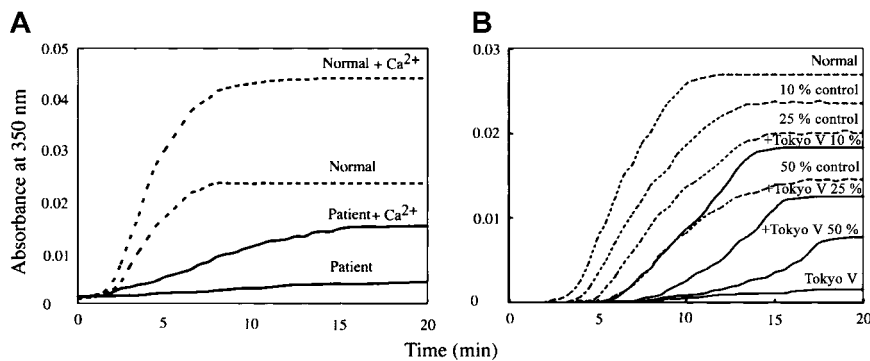 A
B
Absorbance at 350 nm
0.05
0.04
0.03
0.02
0.01
0
Normal + Ca2+
Normal
Patient + Ca2+
Patient
0
5
10
15
20
0.03
0.02
0.01
0
Normal
10 % control
25 % control
+Tokyo V 10 %
50 % control
+Tokyo V 25 %
+Tokyo V 50 %
Tokyo V
0
5
10
15
20
Time (min)